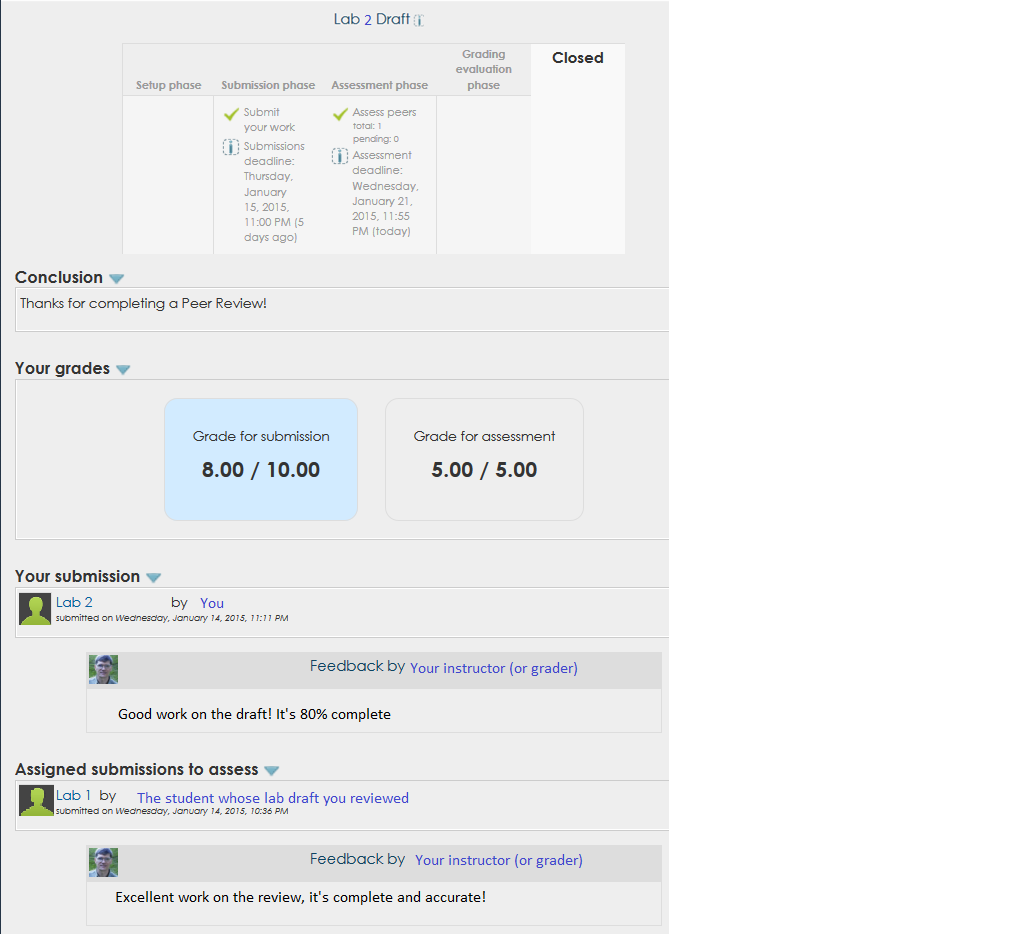 Lab 2 Draft
Setup phase
Submission phase
Assessment phase
Grading
evaluation
phase
Closed
Submit
your work
Submissions
deadline:
Thursday,
January
15, 2015,
11:00 PM (5
days ago)
Assess peers
total: 1
pending: 0
Assessment
deadline:
Wednesday,
January 21,
2015, 11:55
PM (today)
Conclusion
Thanks for completing a Peer Review!
Your grades
Grade for submission
8.00 / 10.00
Grade for assessment
5.00 / 5.00
Your submission
Lab 2 by You
submitted on Wednesday, January 14, 2015, 11:11 PM
Feedback by Your instructor (or grader)
Good work on the draft! It's 80% complete
Assigned submissions to assess
Lab 1 by The student whose lab draft you reviewed
submitted on Wednesday, January 14, 2015, 10:36 PM
Feedback by Your instructor (or grader)
Excellent work on the review, it's complete and accurate!